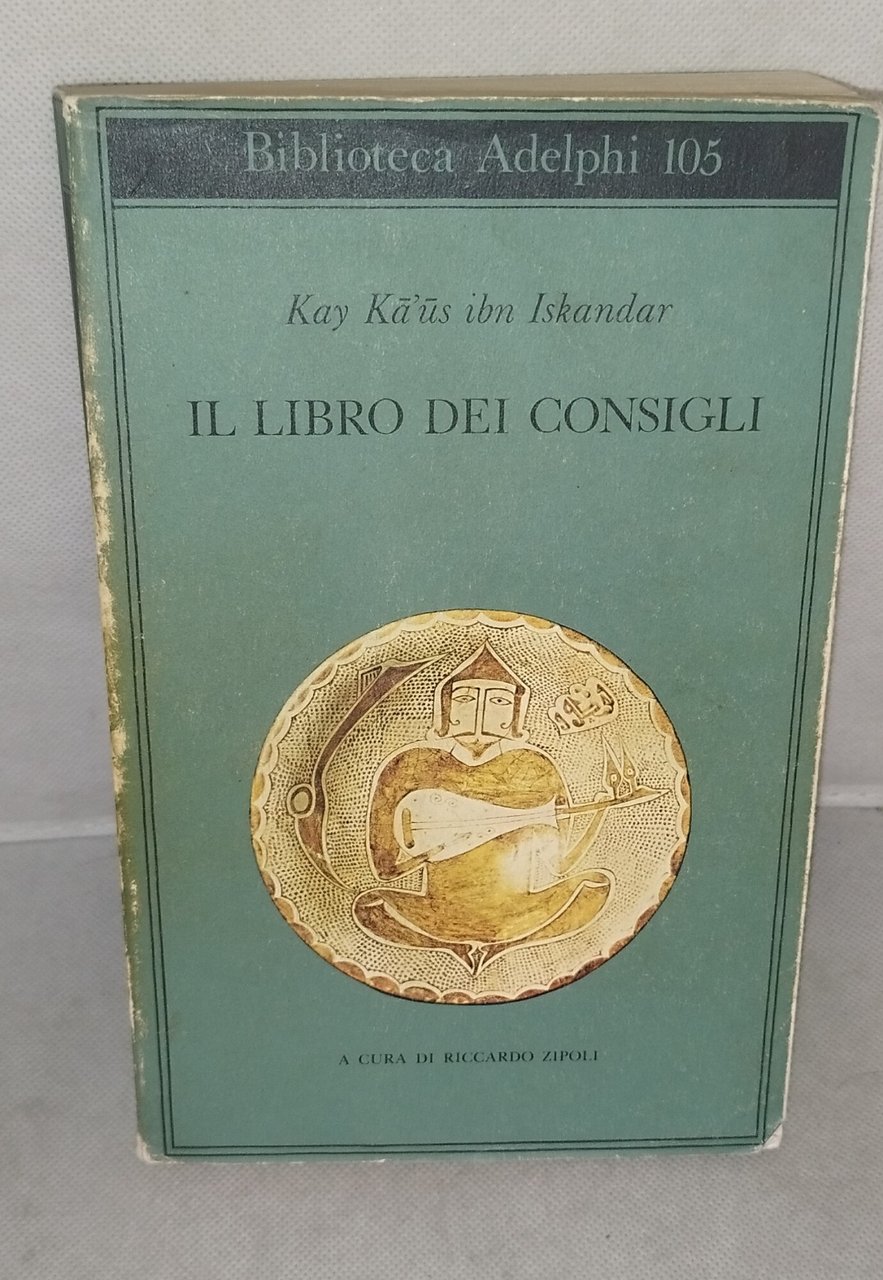 Biblioteca Adelphi 105
Kay Kā'ūs ibn Iskandar
IL LIBRO DEI CONSIGLI
A CURA DI RICCARDO ZIPOLI